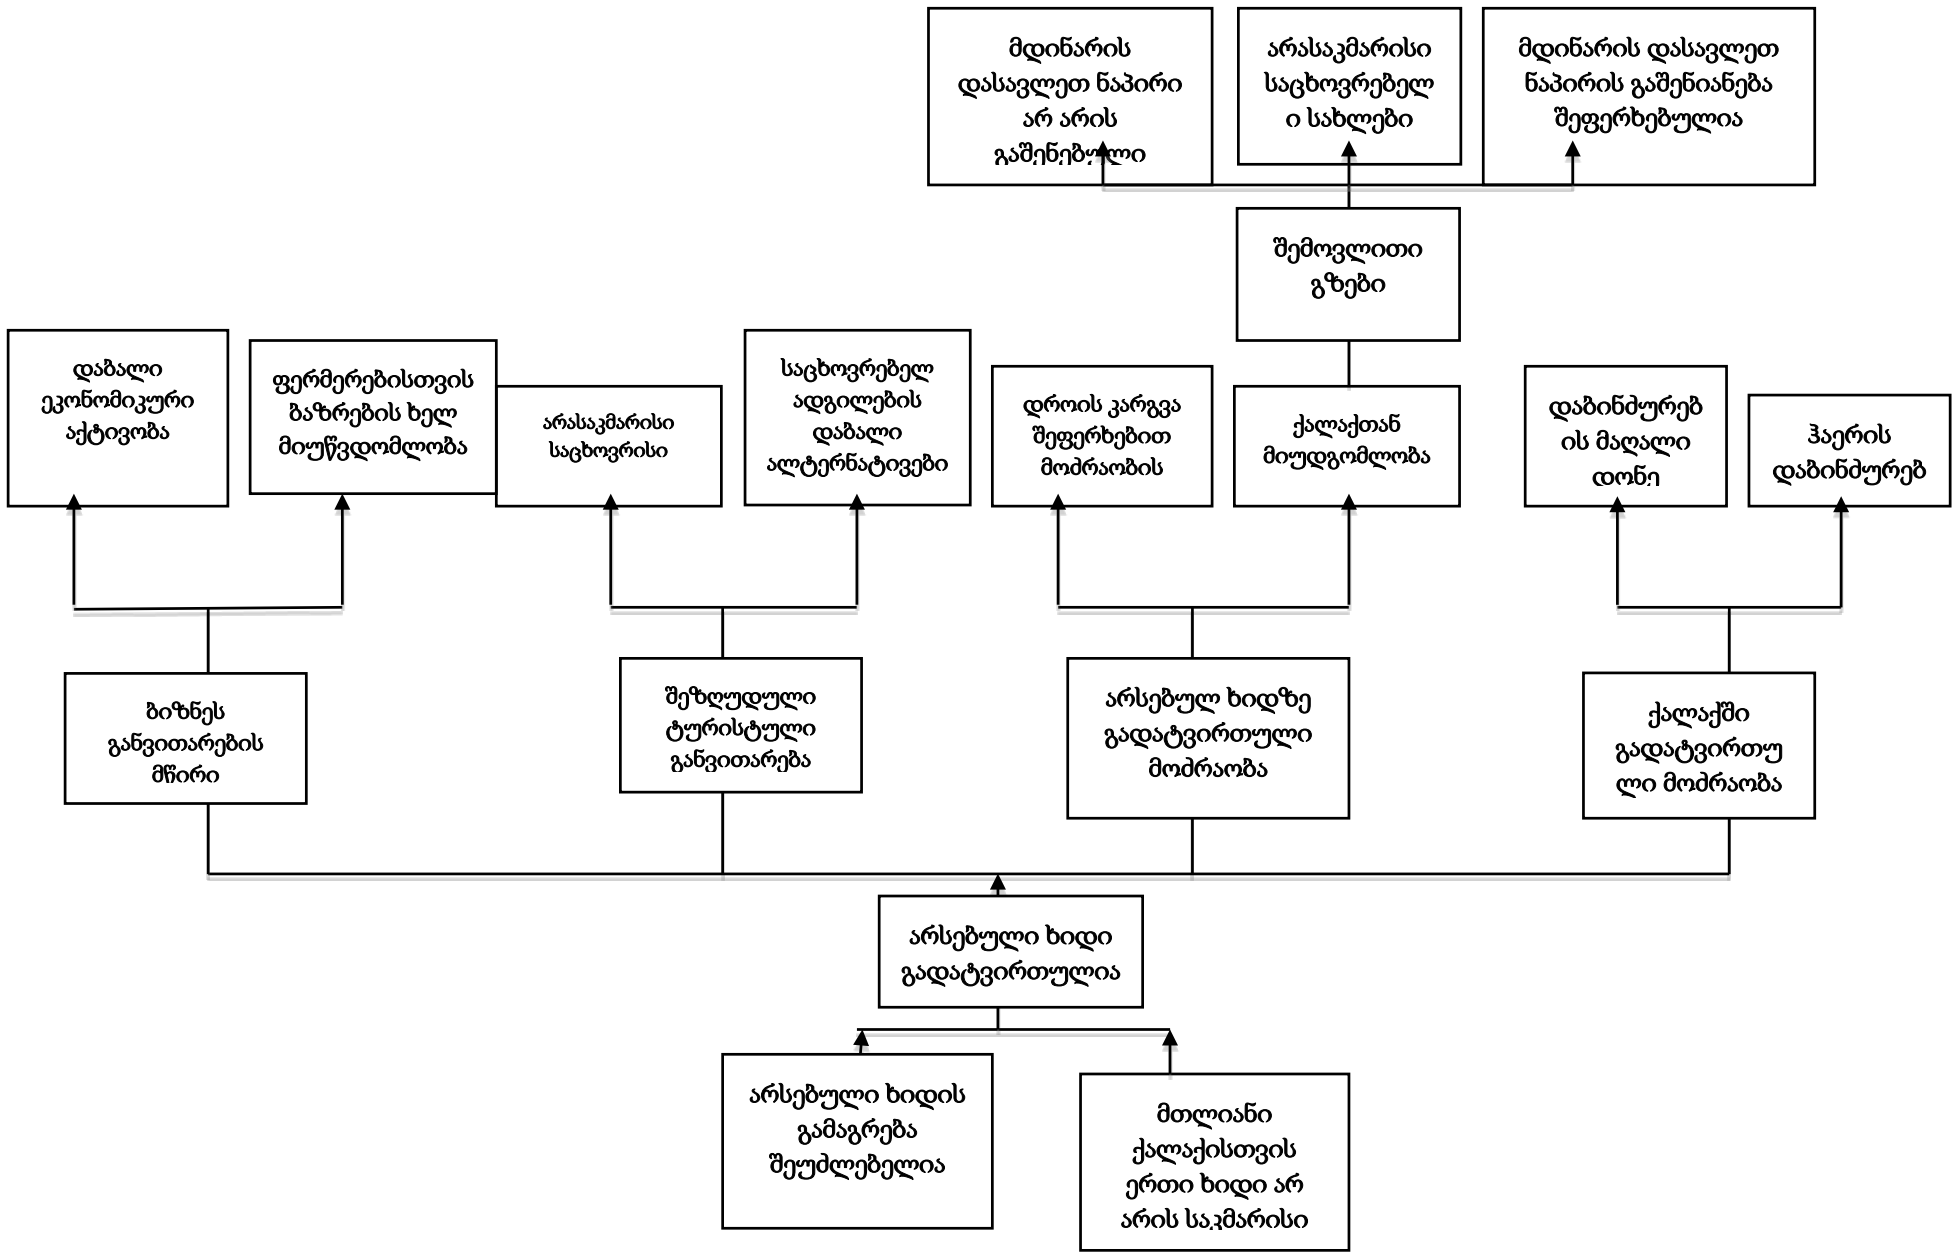 მდინარის
დასავლეთ ნაპირი
არ არის
გაშენებული
არასაკმარისი
საცხოვრებელ
ი სახლები
მდინარის დასავლეთ
ნაპირის გაშენიანება
შეფერხებულია
შემოვლითი
გზები
დაბალი
ეკონომიკური
აქტივობა
ფერმერებისთვის
ბაზრების ხელ
მიუწვდომლობა
არასაკმარისი
საცხოვრისი
საცხოვრებელ
ადგილების
დაბალი
ალტერნატივები
დროის კარგვა
შეფერხებით
მოძრაობის
ქალაქთან
მიუდგომლობა
დაბინძურებ
ის მაღალი
დონე
ჰაერის
დაბინძურებ
ბიზნეს
განვითარების
მწირი
შეზღუდული
ტურისტული
განვითარება
არსებულ ხიდზე
გადატვირთული
მოძრაობა
ქალაქში
გადატვირთუ
ლი მოძრაობა
არსებული ხიდი
გადატვირთულია
არსებული ხიდის
გამაგრება
შეუძლებელია
მთლიანი
ქალაქისთვის
ერთი ხიდი არ
არის საკმარისი